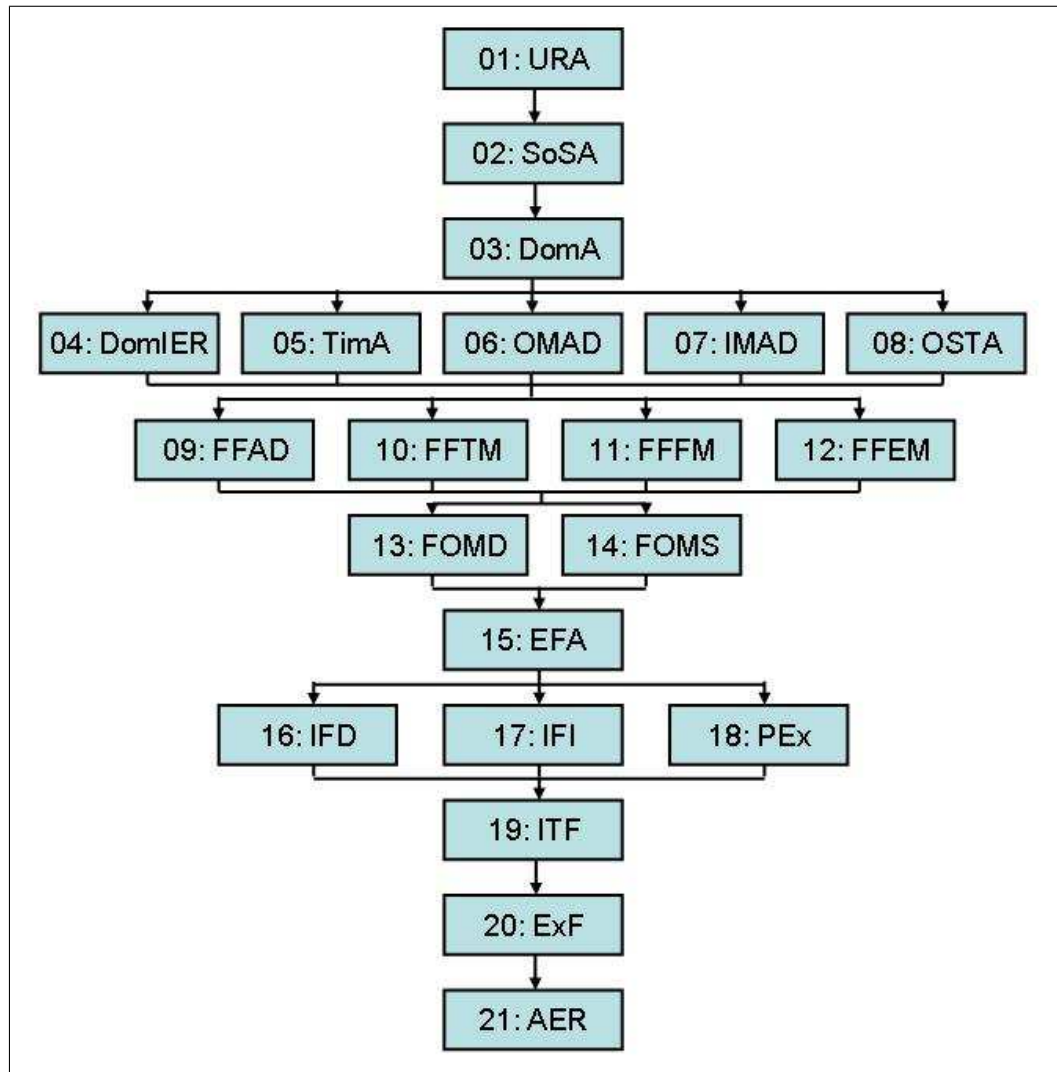 01: URA
02: SoSA
03: DomA
04: DomIER
05: TimA
06: OMAD
07: IMAD
08: OSTA
09: FFAD
10: FFTM
11: FFFM
12: FFEM
13: FOMD
14: FOMS
15: EFA
16: IFD
17: IFI
18: PEx
19: ITF
20: ExF
21: AER